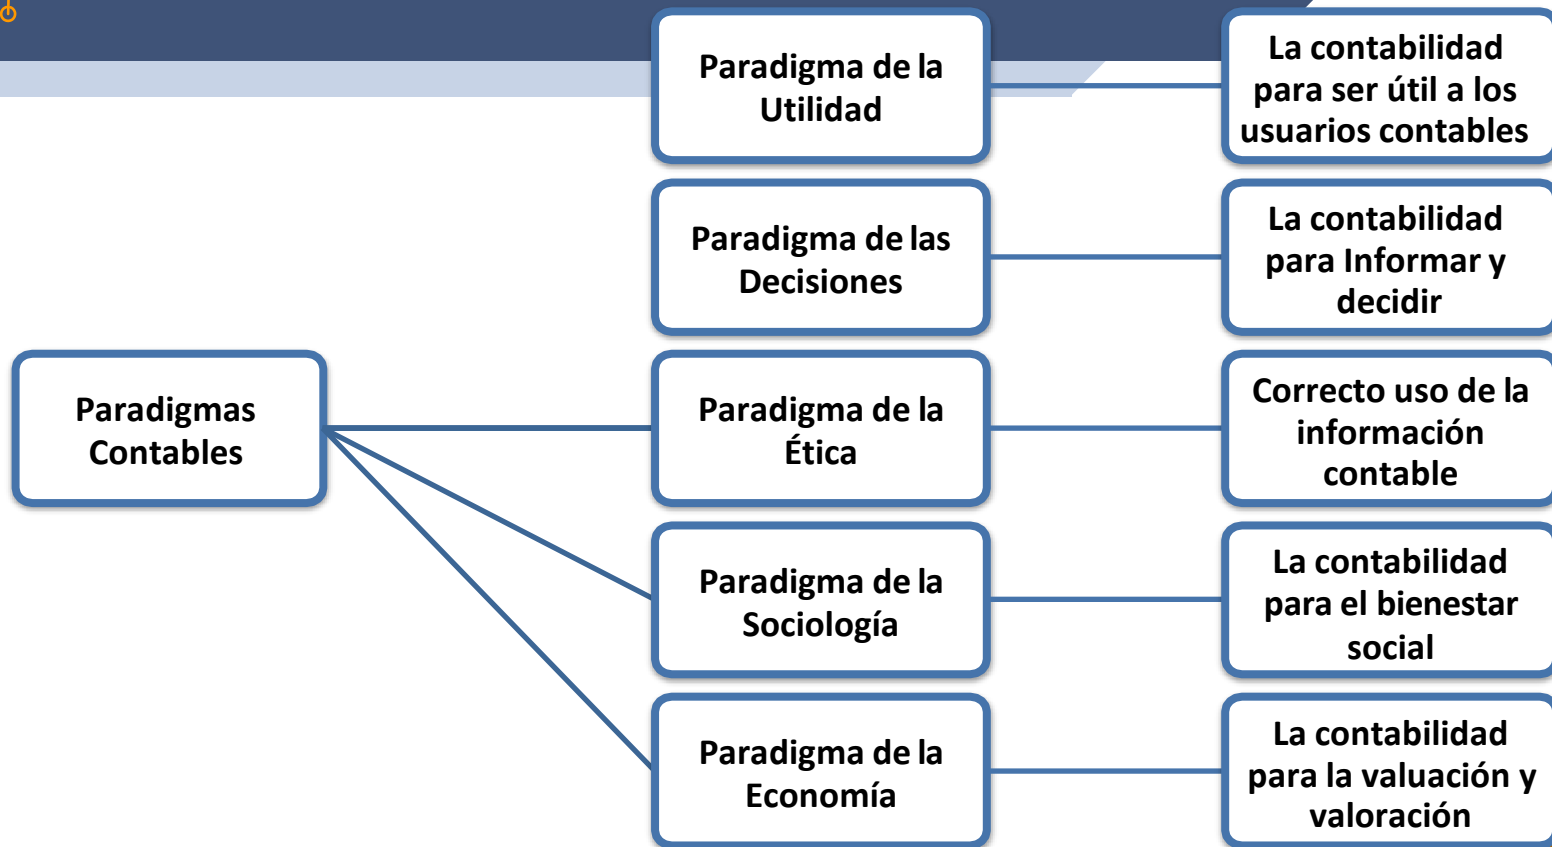 Paradigma de la
Utilidad
La contabilidad
para ser útil a los
usuarios contables
Paradigma de las
Decisiones
La contabilidad
para Informar y
decidir
Paradigmas
Contables
Paradigma de la
Ética
Correcto uso de la
información
contable
Paradigma de la
Sociología
La contabilidad
para el bienestar
social
Paradigma de la
Economía
La contabilidad
para la valuación y
valoración